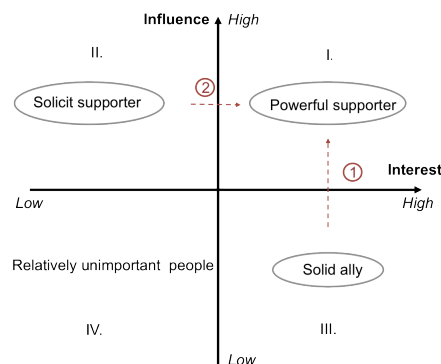 Influence High
II.
I.
Solicit supporter
②
Powerful supporter
①
Interest
Low
High
Relatively unimportant people
Solid ally
IV.
III.
Low